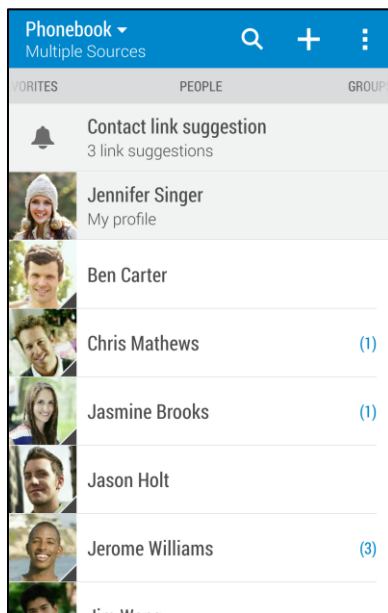 Phonebook
Multiple Sources
ORITES PEOPLE GROUP
Contact link suggestion
3 link suggestions
Jennifer Singer
My profile
Ben Carter
Chris Mathews (1)
Jasmine Brooks (1)
Jason Holt
Jerome Williams (3)